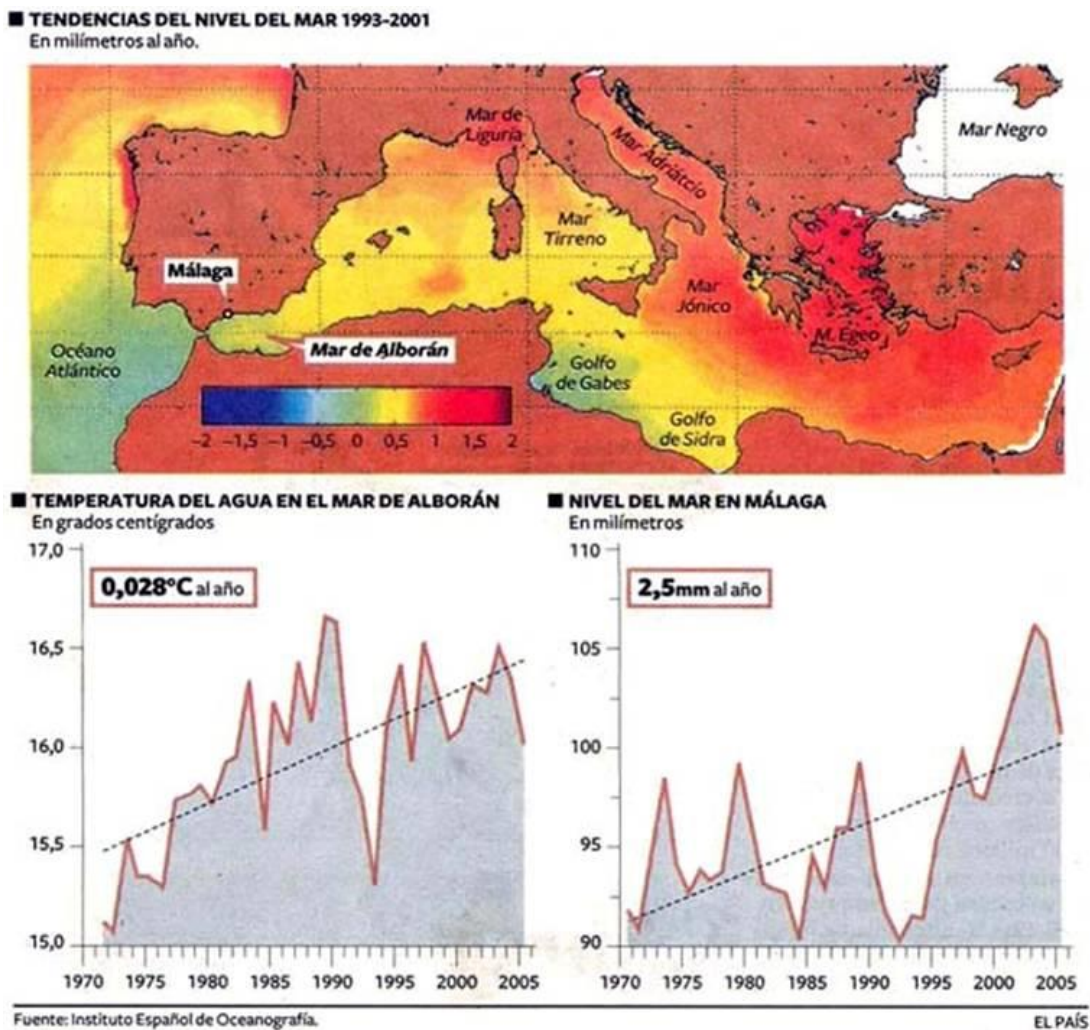 ■ TENDENCIAS DEL NIVEL DEL MAR 1993-2001
En milímetros al año.
Mar de
Liguria
Mar Adriátcio
Mar Negro
Mar
Tirreno
Málaga
Mar
Jónico
M. Egeo
Mar de Alborán
Océano
Atlántico
Golfo
de Gabes
Golfo
de Sidra
-2 -1,5 -1 -0,5 0 0,5 1 1,5 2
■ TEMPERATURA DEL AGUA EN EL MAR DE ALBORÁN
En grados centígrados
17,0
0,028°C al año
16,5
16,0
15,5
15,0
1970 1975 1980 1985 1990 1995 2000 2005
■ NIVEL DEL MAR EN MÁLAGA
En milímetros
110
2,5mm al año
105
100
95
90
1970 1975 1980 1985 1990 1995 2000 2005
Fuente: Instituto Español de Oceanografía.
EL PAÍS